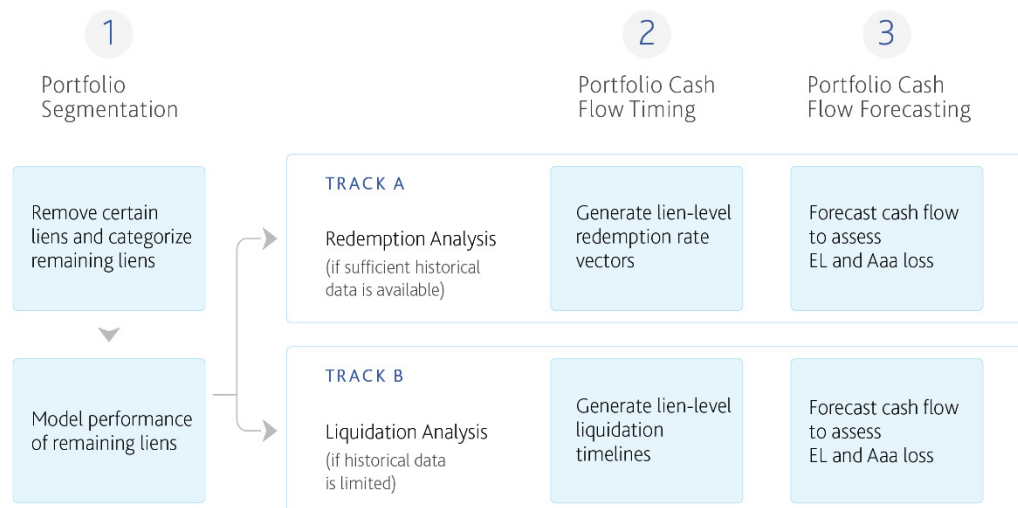 1
Portfolio
Segmentation
2
Portfolio Cash
Flow Timing
3
Portfolio Cash
Flow Forecasting
Remove certain
liens and categorize
remaining liens
Model performance
of remaining liens
TRACK A
Redemption Analysis
(if sufficient historical
data is available)
Generate lien-level
redemption rate
vectors
Forecast cash flow
to assess
EL and Aaa loss
TRACK B
Liquidation Analysis
(if historical data
is limited)
Generate lien-level
liquidation
timelines
Forecast cash flow
to assess
EL and Aaa loss